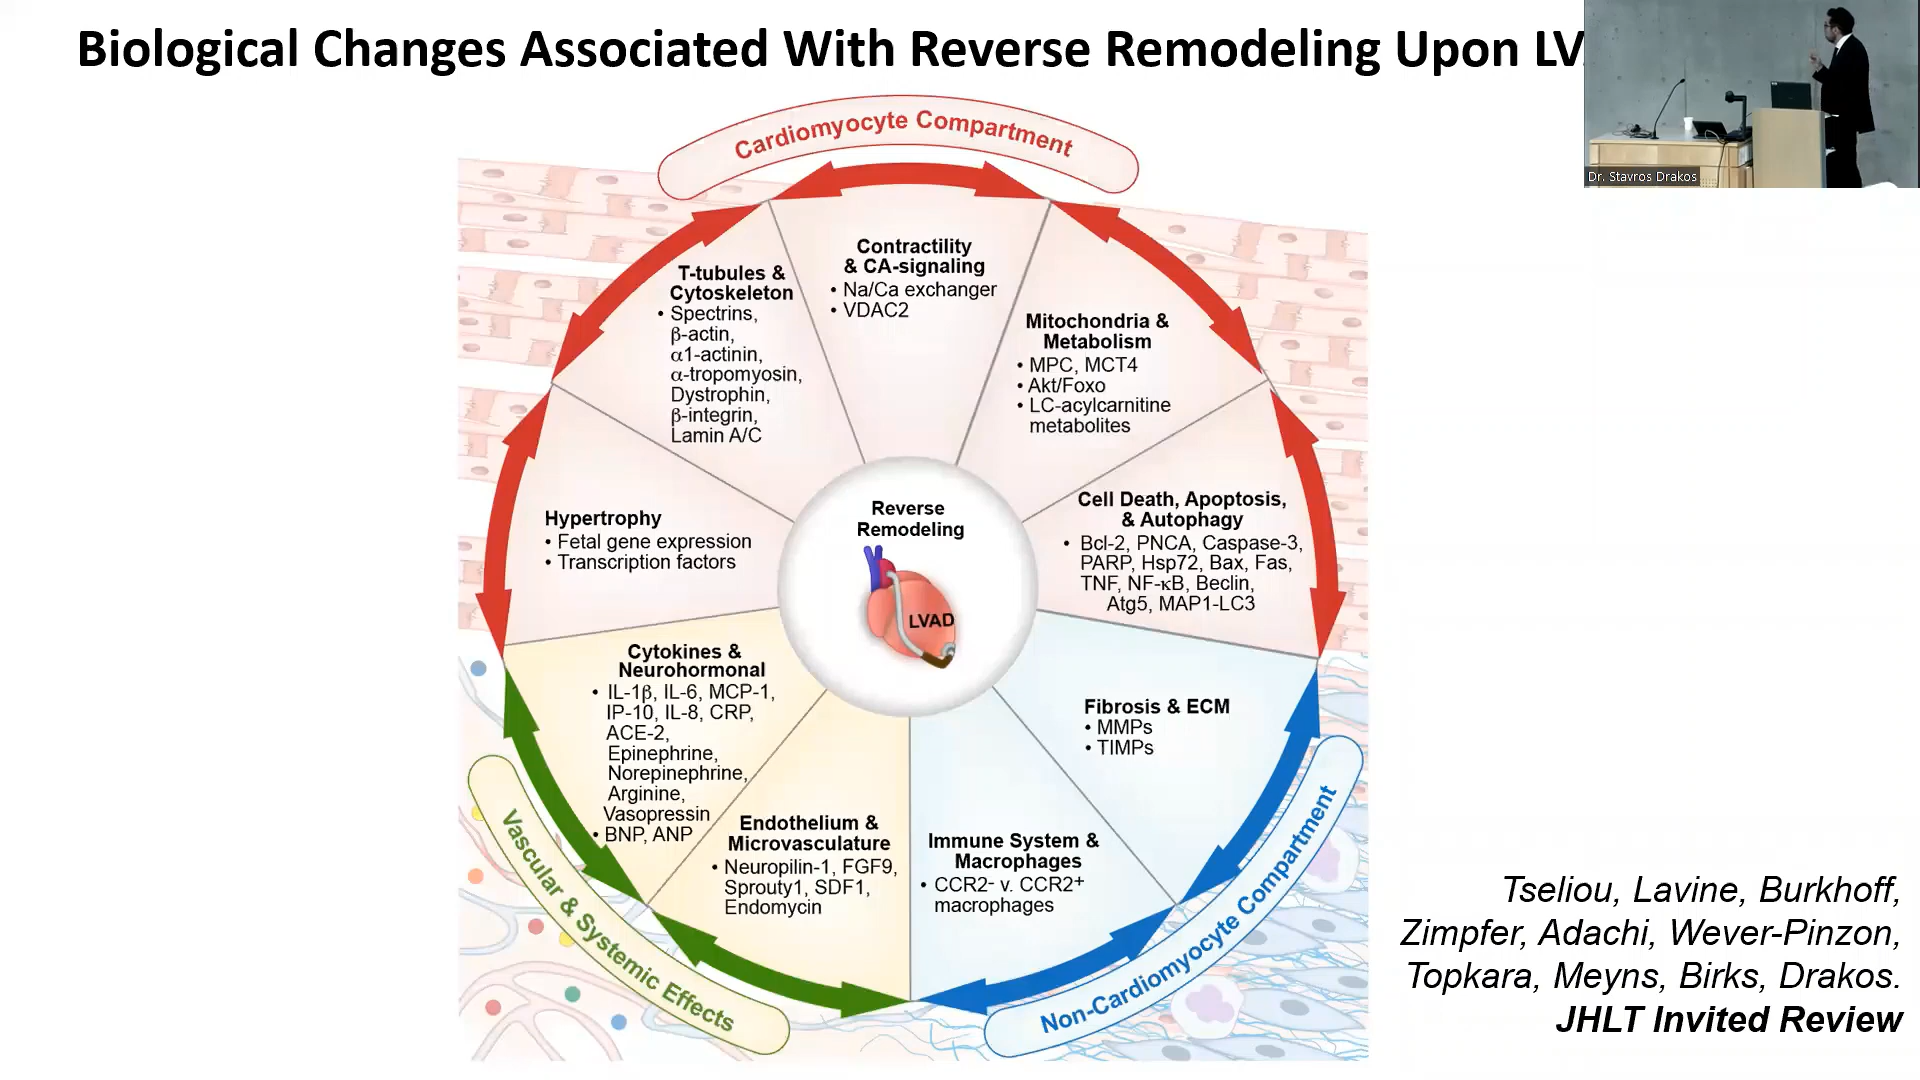 Biological Changes Associated With Reverse Remodeling Upon
Dr. Stavros Drakos
Cardiomyocyte Compartment
Contractility
& CA-signaling
• Na/Ca exchanger
• VDAC2
T-tubules &
Cytoskeleton
• Spectrins,
β-actin,
α1-actinin,
α-tropomyosin,
Dystrophin,
β-integrin,
Lamin A/C
Mitochondria &
Metabolism
• MPC, MCT4
• Akt/Foxo
• LC-acylcarnitine
metabolites
Hypertrophy
• Fetal gene expression
• Transcription factors
Reverse
Remodeling
LVAD
Cell Death, Apoptosis,
& Autophagy
• Bcl-2, PNCA, Caspase-3,
PARP, Hsp72, Bax, Fas,
TNF, NF-κB, Beclin,
Atg5, MAP1-LC3
Cytokines &
Neurohormonal
• IL-1β, IL-6, MCP-1,
IP-10, IL-8, CRP,
ACE-2,
Epinephrine,
Norepinephrine,
Arginine,
Vasopressin
• BNP, ANP
Fibrosis & ECM
• MMPs
• TIMPs
Endothelium &
Microvasculature
• Neuropilin-1, FGF9,
Sprouty1, SDF1,
Endomycin
Immune System &
Macrophages
• CCR2- v. CCR2+
macrophages
Vascular & Systemic Effects
Non-Cardiomyocyte Compartment
Tseliou, Lavine, Burkhoff,
Zimpfer, Adachi, Wever-Pinzon,
Topkara, Meyns, Birks, Drakos.
JHLT Invited Review